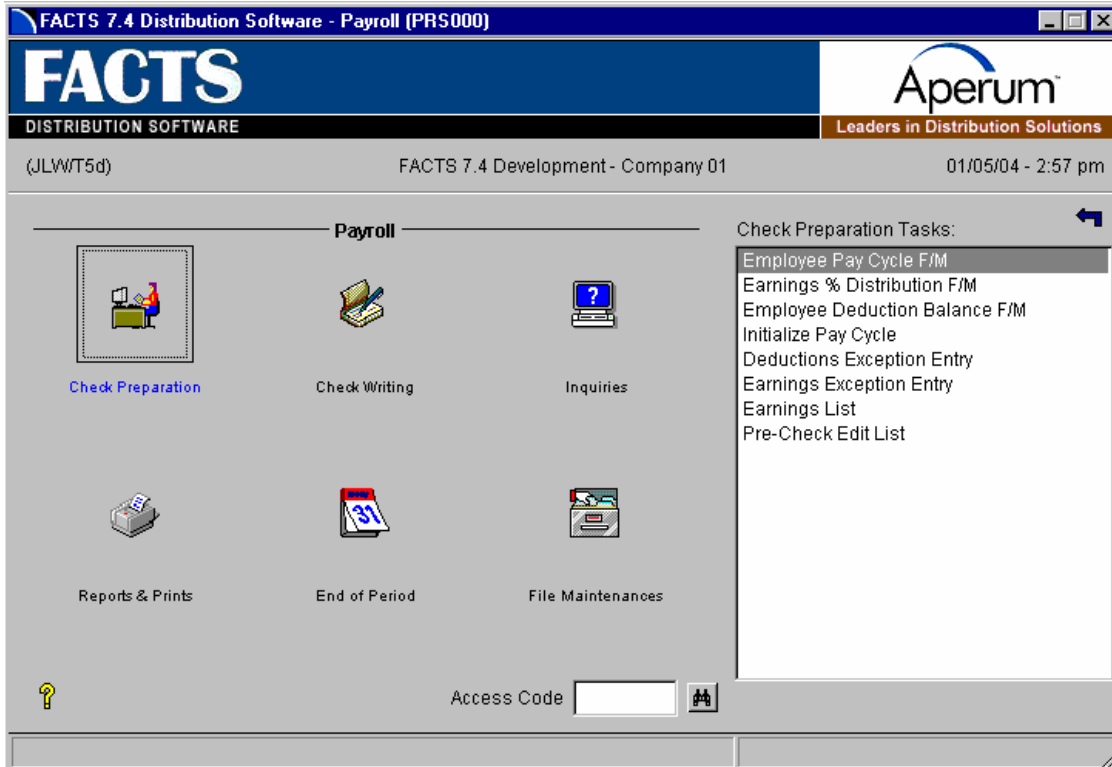 FACTS 7.4 Distribution Software - Payroll (PRS000)
FACTS
DISTRIBUTION SOFTWARE
Aperum™
Leaders in Distribution Solutions
(JLW/T5d)
FACTS 7.4 Development - Company 01
01/05/04 - 2:57 pm
Payroll
Check Preparation
Check Writing
Inquiries
Reports & Prints
31
End of Period
File Maintenances
?
Access Code
Check Preparation Tasks:
Employee Pay Cycle F/M
Earnings % Distribution F/M
Employee Deduction Balance F/M
Initialize Pay Cycle
Deductions Exception Entry
Earnings Exception Entry
Earnings List
Pre-Check Edit List